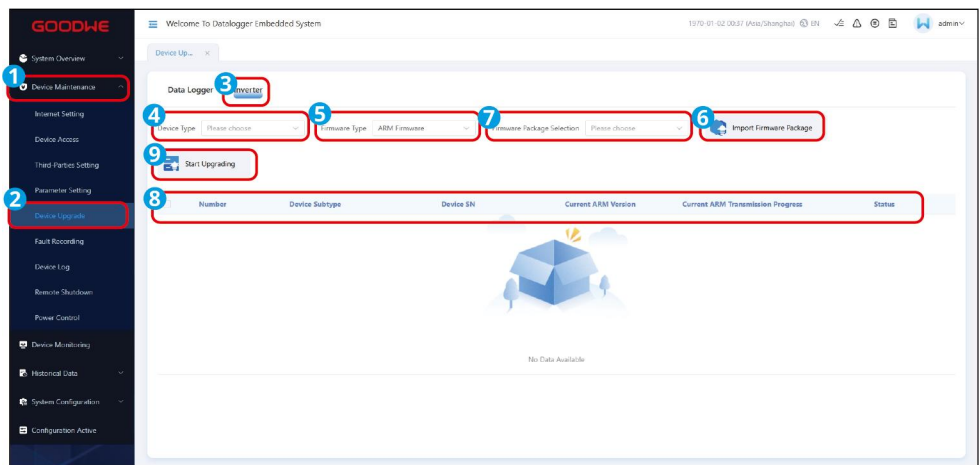 GOODWE
Welcome To Datalogger Embedded System
1970-01-02 00:37 (Asia/Shanghai) EN
admin
System Overview
Device Up... ×
1
Device Maintenance
Data Logger
3
Inverter
Internet Setting
Device Access
4
Device Type Please choose
5
Firmware Type ARM Firmware
7
Firmware Package Selection Please choose
6
Import Firmware Package
Third-Parties Setting
9
Start Upgrading
Parameter Setting
2
Device Upgrade
8
Number Device Subtype Device SN Current ARM Version Current ARM Transmission Progress Status
Fault Recording
Device Log
Remote Shutdown
Power Control
Device Monitoring
No Data Available
Historical Data
System Configuration
Configuration Active